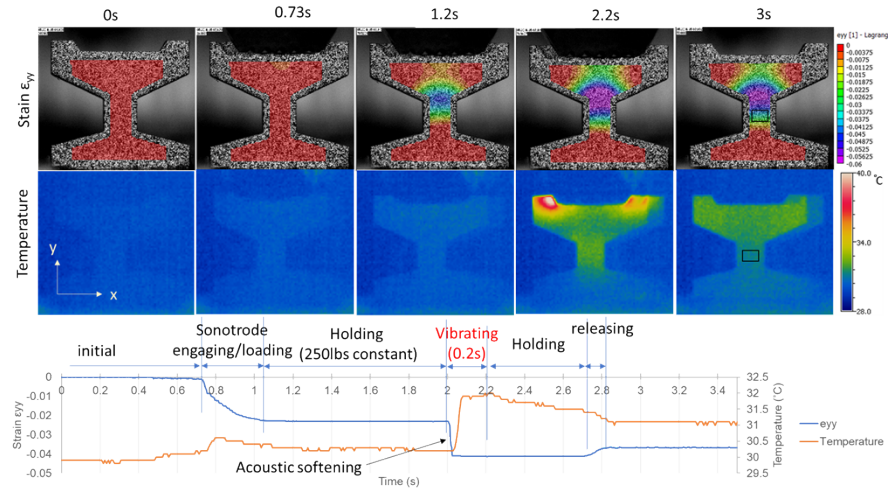 0s 0.73s 1.2s 2.2s 3s
Stain εyy
eyy [1] - Lagrang
0
-0.00375
-0.0075
-0.01125
-0.015
-0.01875
-0.0225
-0.02625
-0.03
-0.03375
-0.0375
-0.04125
-0.045
-0.04875
-0.0525
-0.05625
-0.06
Temperature
y
x
40.0
°C
34.0
28.0
initial
Sonotrode
engaging/loading
Holding
(250lbs constant)
Vibrating
(0.2s)
Holding
releasing
0 0.2 0.4 0.6 0.8 1 1.2 1.4 1.6 1.8 2 2.2 2.4 2.6 2.8 3 3.2 3.4
Strain εyy
0
-0.01
-0.02
-0.03
-0.04
-0.05
Acoustic softening
Time (s)
32.5
32
31.5
31
30.5
30
29.5
Temperature (˚C)
eyy
Temperature